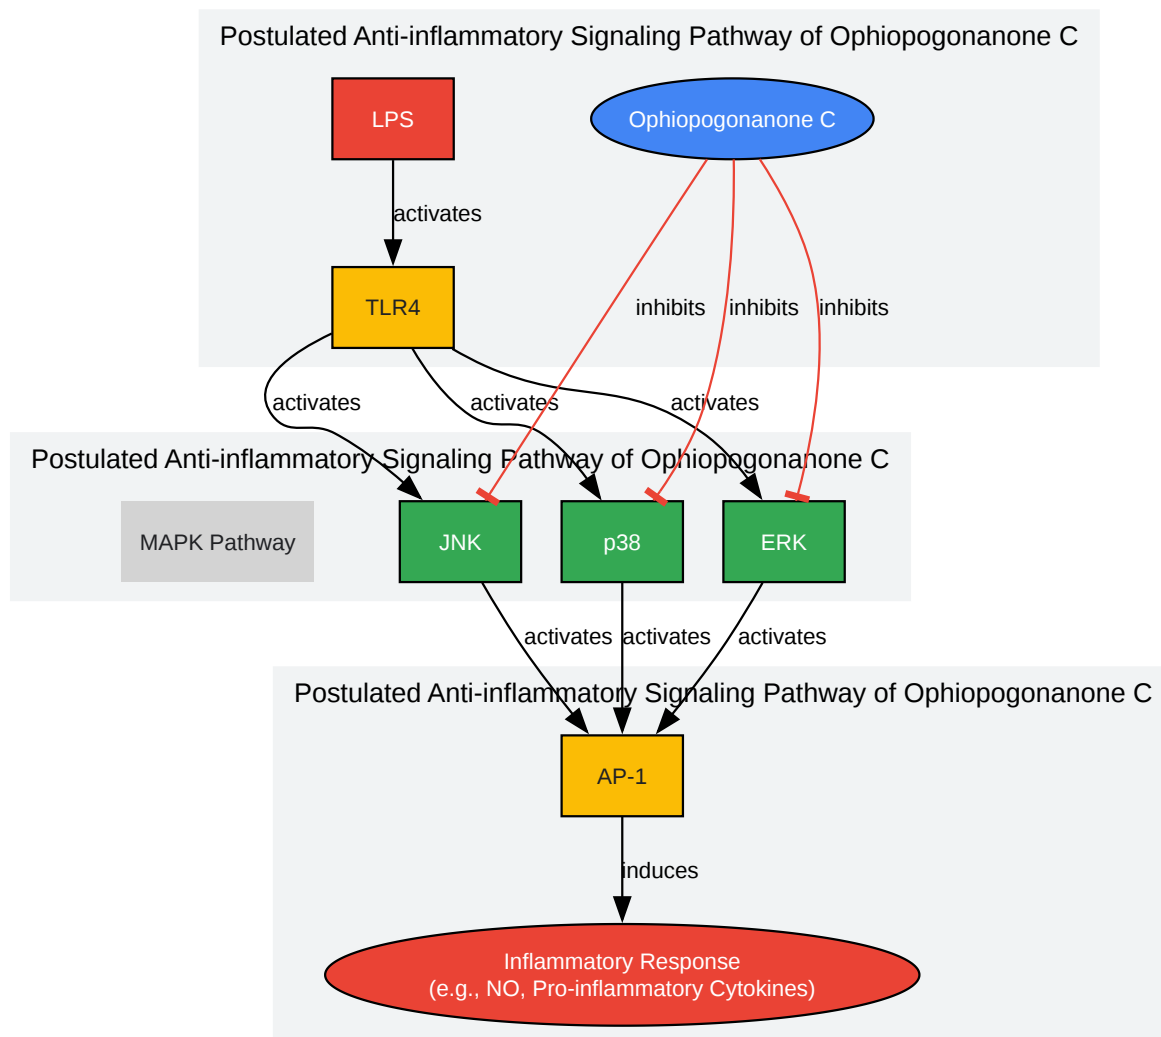 Postulated Anti-inflammatory Signaling Pathway of Ophiopogonanone C
LPS
Ophiopogonanone C
activates
TLR4
inhibits
inhibits
inhibits
activates
activates
activates
Postulated Anti-inflammatory Signaling Pathway of Ophiopogonanone C
MAPK Pathway
JNK
p38
ERK
activates
activates
activates
Postulated Anti-inflammatory Signaling Pathway of Ophiopogonanone C
AP-1
induces
Inflammatory Response
(e.g., NO, Pro-inflammatory Cytokines)